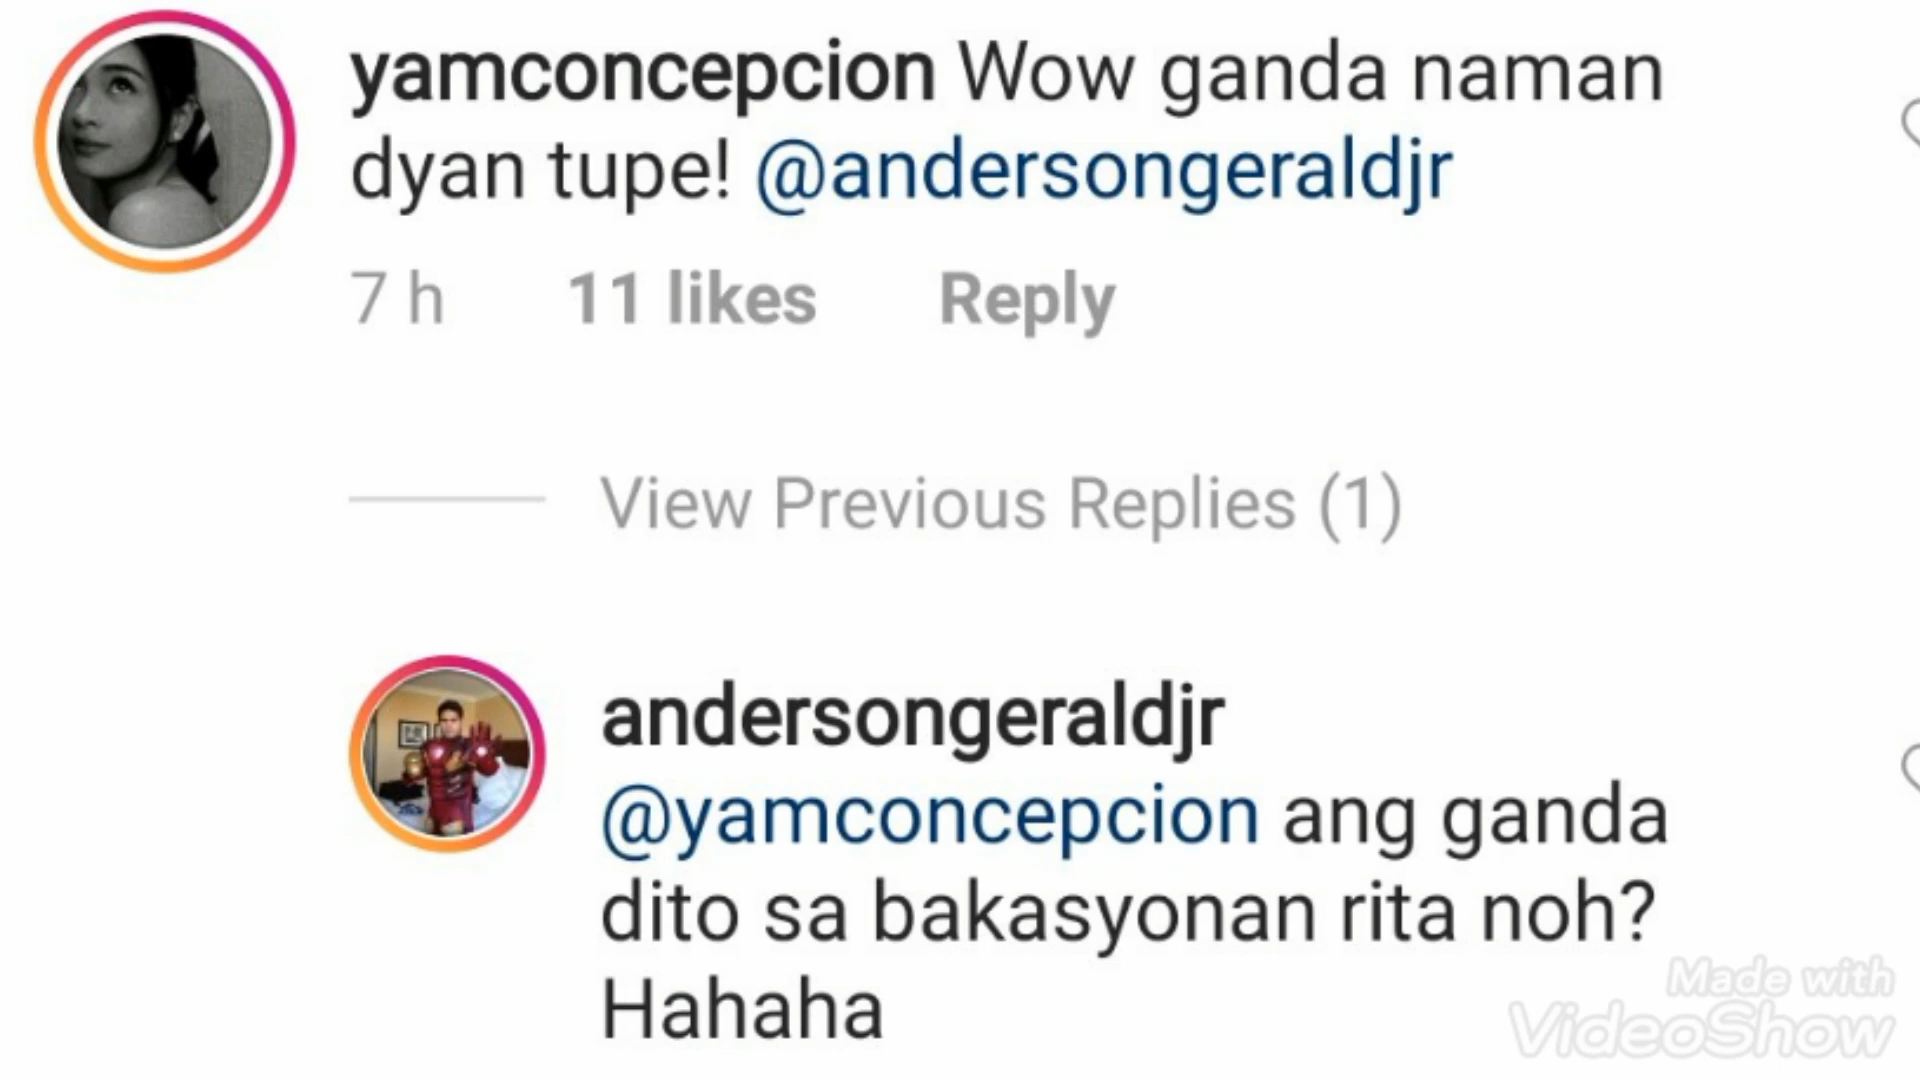 yamconcepcion Wow ganda naman
dyan tupe! @andersongeraldjr
7 h 11 likes Reply
View Previous Replies (1)
andersongeraldjr
@yamconcepcion ang ganda
dito sa bakasyonan rita noh?
Hahaha
Made with
VideoShow